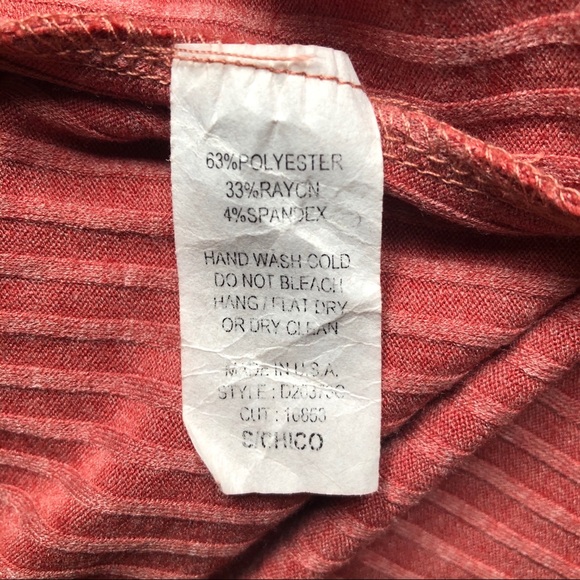 63%POLYESTER
33%RAYON
4%SPANDEX
HAND WASH COLD
DO NOT BLEACH
HANG / FLAT DRY
OR DRY CLEAN
MADE IN U.S.A.
STYLE :
CUT :
S/CHICO